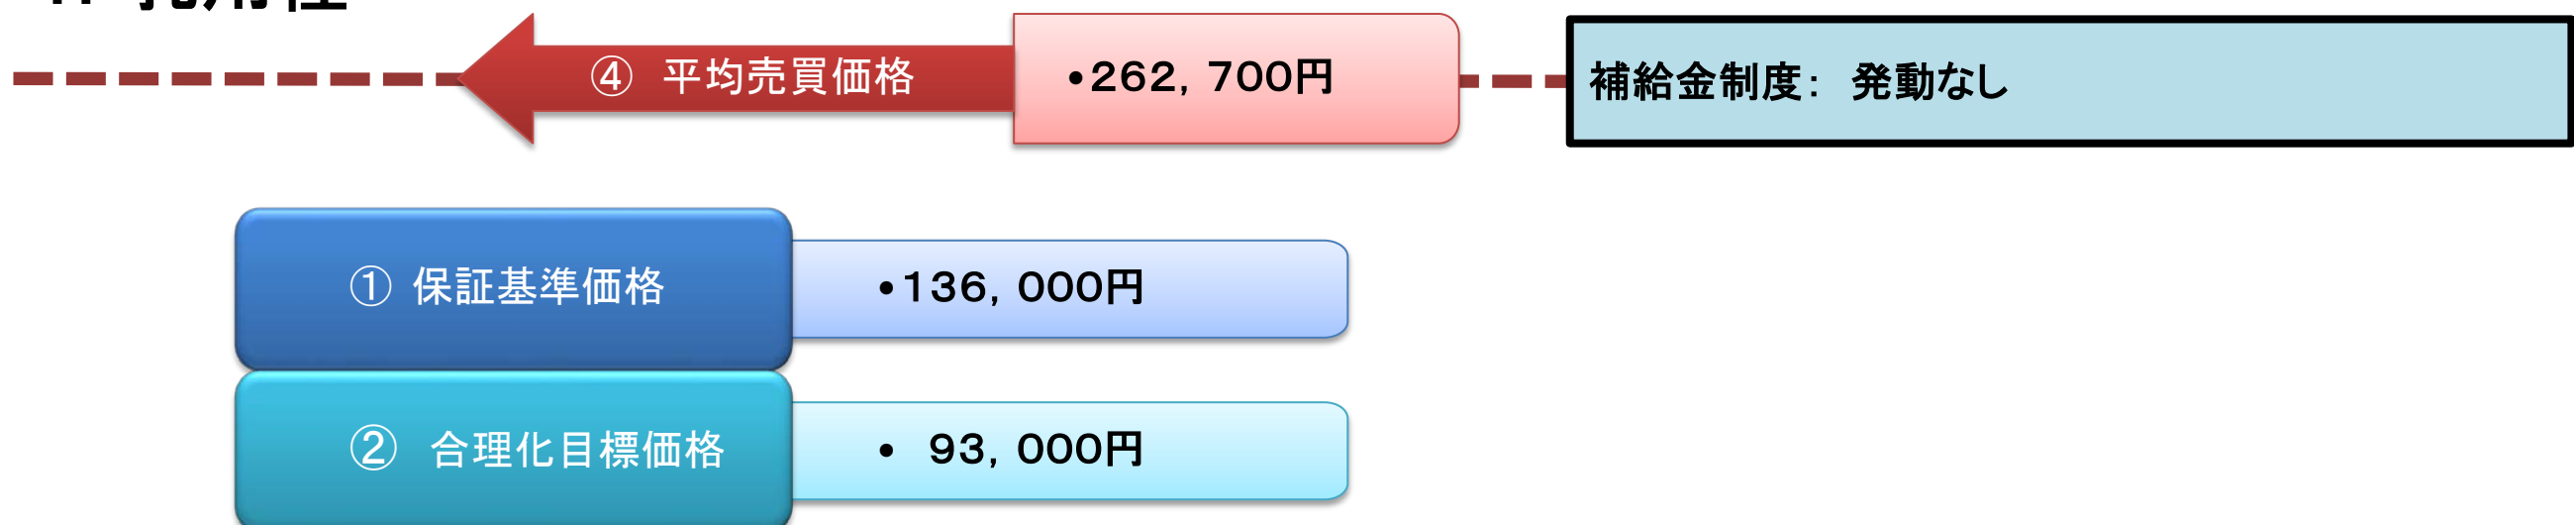 ④ 平均売買価格
•262，700円
補給金制度： 発動なし
① 保証基準価格
•136，000円
② 合理化目標価格
• 93，000円